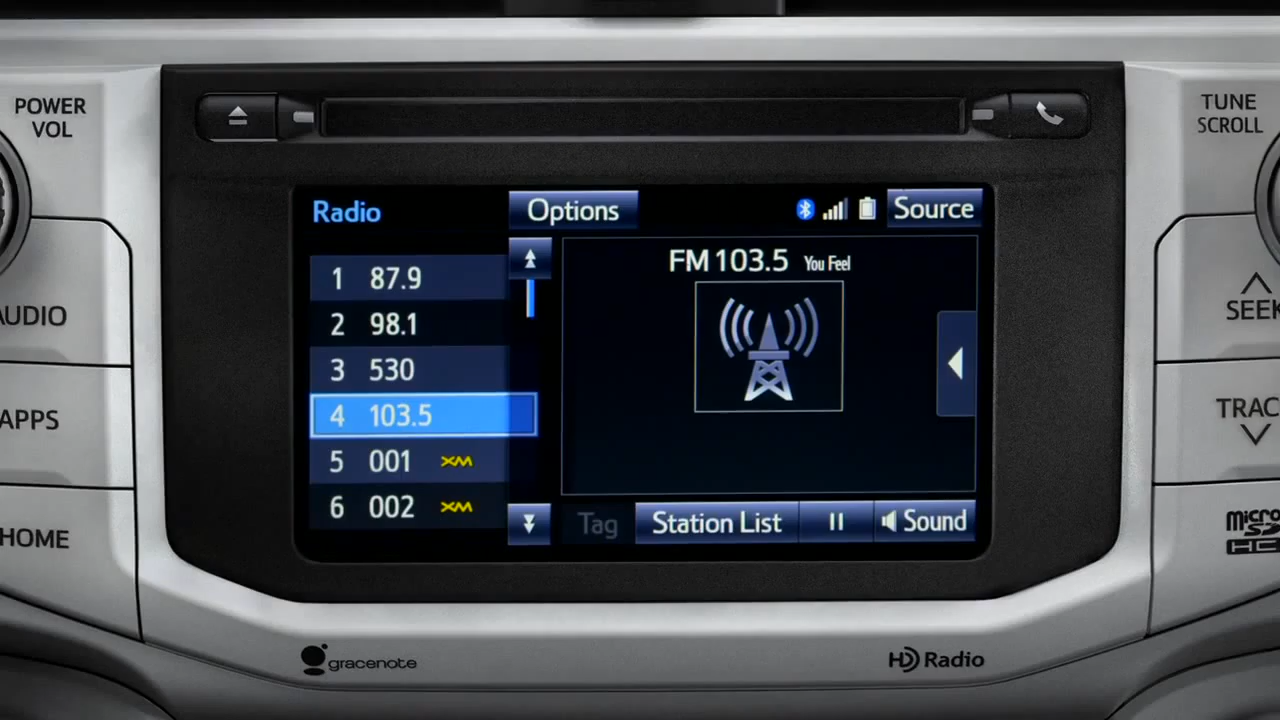 POWER
VOL
TUNE
SCROLL
Radio
Options
Source
FM 103.5 You Feel
1 87.9
2 98.1
3 530
4 103.5
5 001 XM
6 002 XM
Tag
Station List
Sound
AUDIO
APPS
HOME
SEEK
TRAC
micro
HC
gracenote
HD Radio